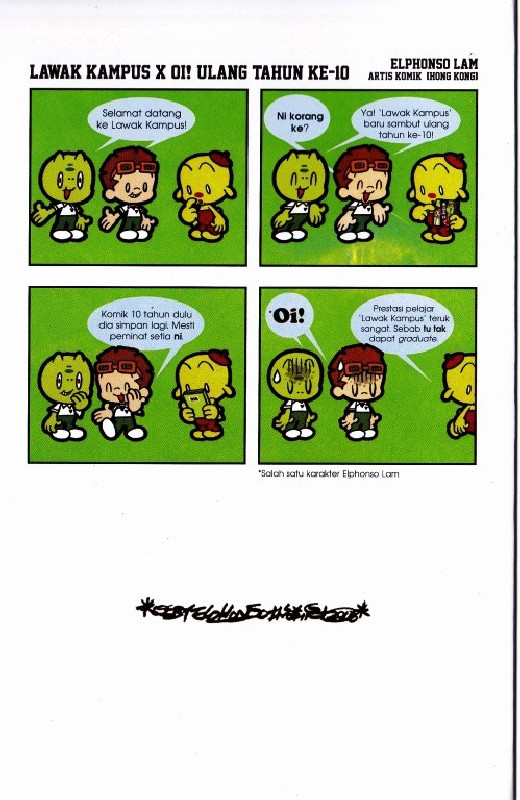 LAWAK KAMPUS X OI! ULANG TAHUN KE-10
ELPHONSO LAM
ARTIS KOMIK (HONG KONG)
Selamat datang
ke Lawak Kampus!
Ni korang
ke?
Ya! 'Lawak Kampus'
baru sambut ulang
tahun ke-10!
Komik 10 tahun dulu
dia simpan lagi. Mesti
peminat setia ni.
*Oi!
Prestasi pelajar
'Lawak Kampus' teruk
sangat. Sebab tu tak
dapat graduate.
*Salah satu karakter Elphonso Lam